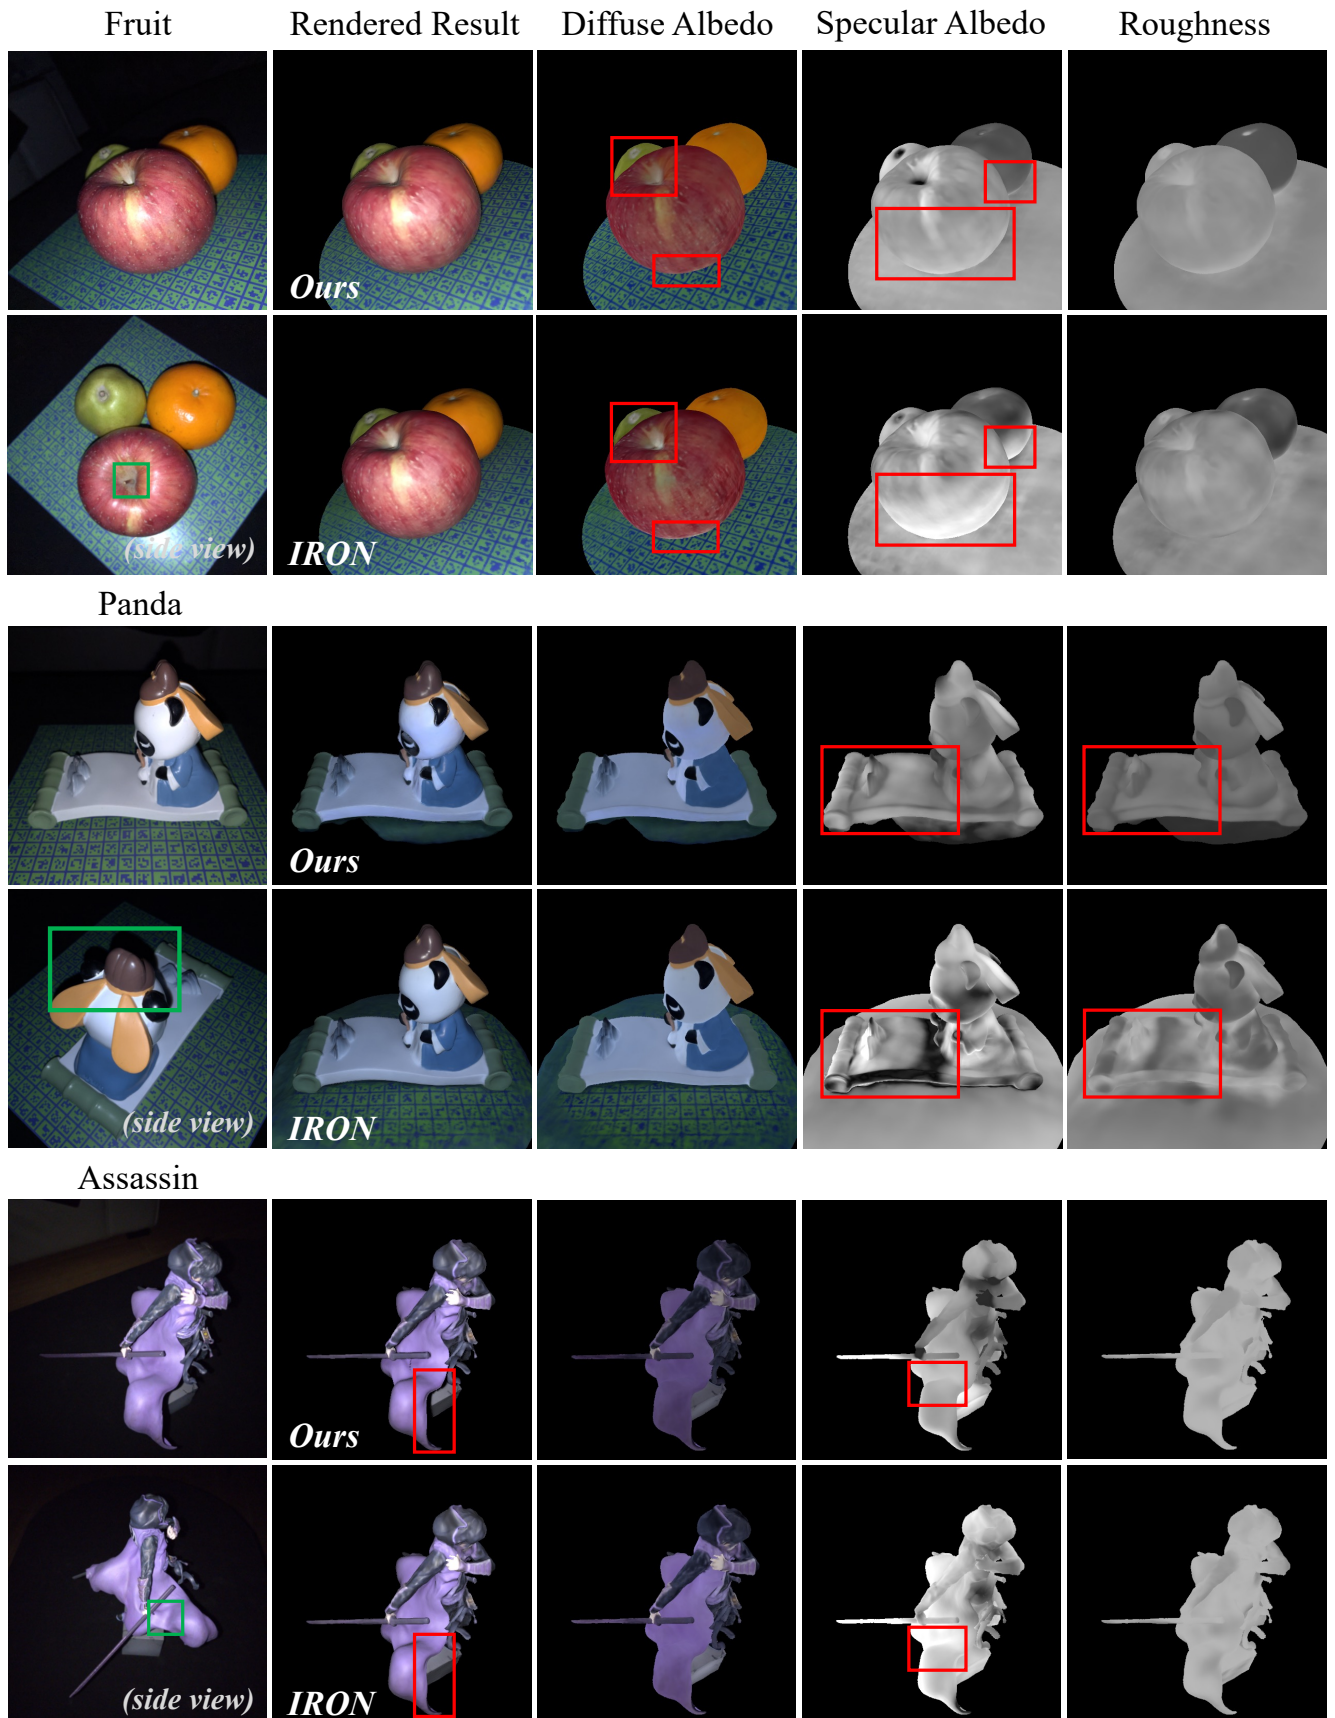 Fruit Rendered Result Diffuse Albedo Specular Albedo Roughness
Ours
(side view)
IRON
Panda
Ours
(side view)
IRON
Assassin
Ours
(side view)
IRON